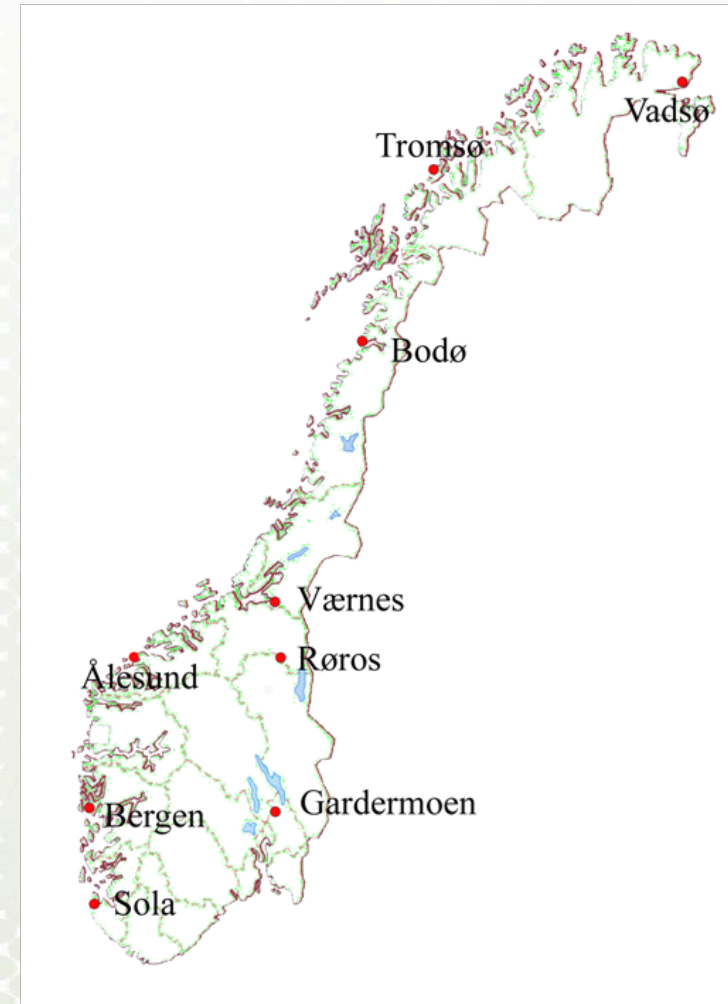 Vadsø
Tromsø
Bodø
Værnes
Røros
Ålesund
Gardermoen
Bergen
Sola